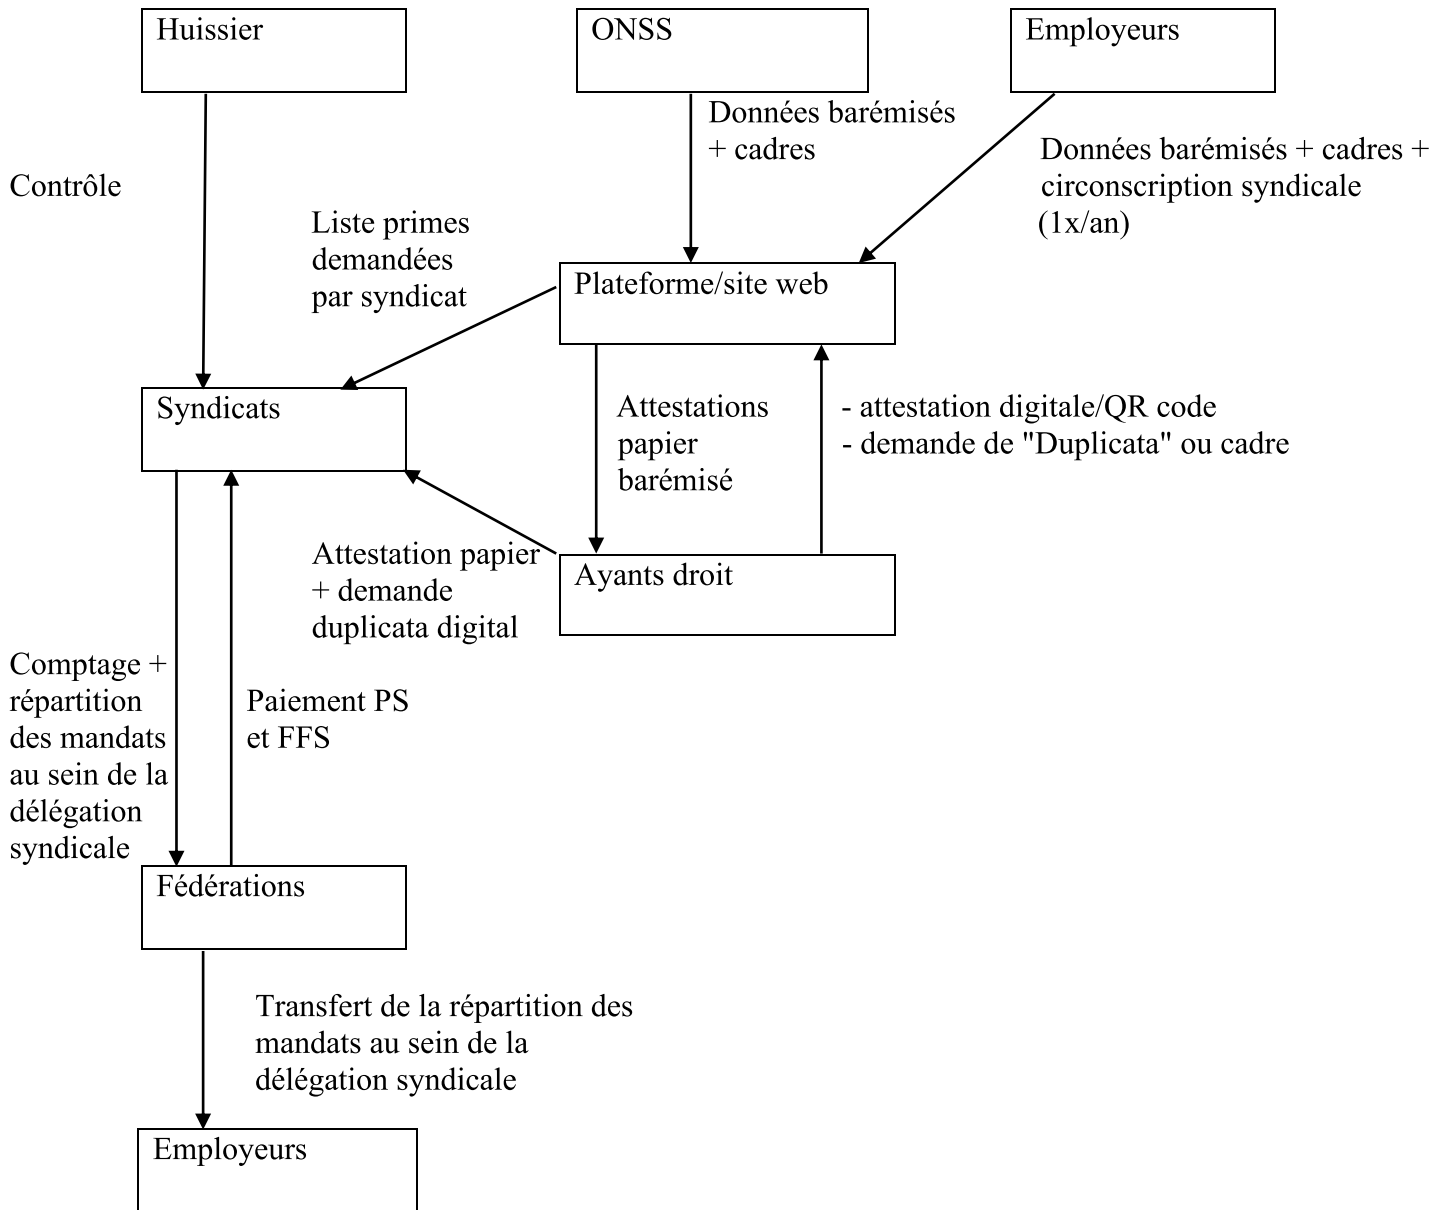 Huissier
ONSS
Employeurs
Données barémisés
+ cadres
Données barémisés + cadres +
circonscription syndicale
(1x/an)
Contrôle
Liste primes
demandées
par syndicat
Plateforme/site web
Syndicats
Attestations
papier
barémisé
- attestation digitale/QR code
- demande de "Duplicata" ou cadre
Attestation papier
+ demande
duplicata digital
Ayants droit
Comptage +
répartition
des mandats
au sein de la
délégation
syndicale
Paiement PS
et FFS
Fédérations
Transfert de la répartition des
mandats au sein de la
délégation syndicale
Employeurs